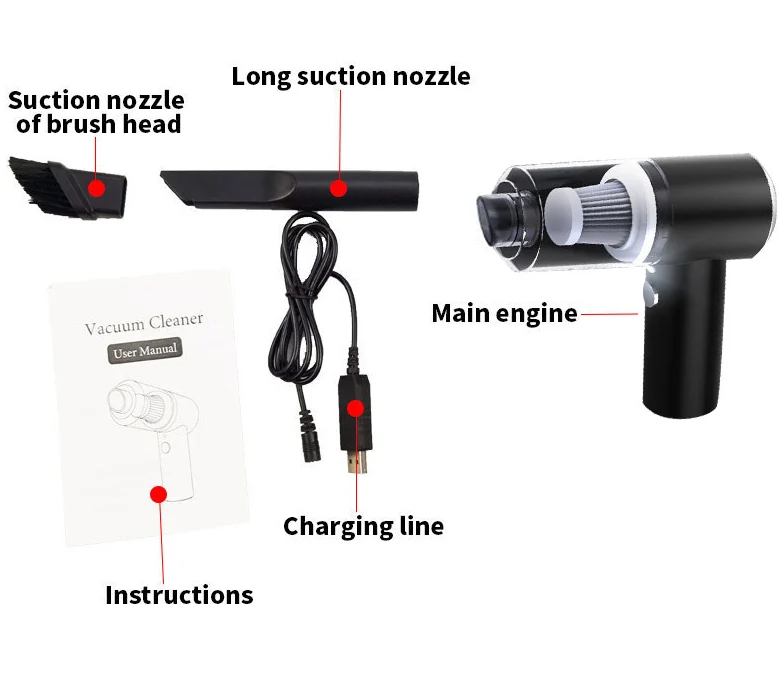 Long suction nozzle
Suction nozzle
of brush head
Main engine
Vacuum Cleaner
User Manual
Charging line
Instructions